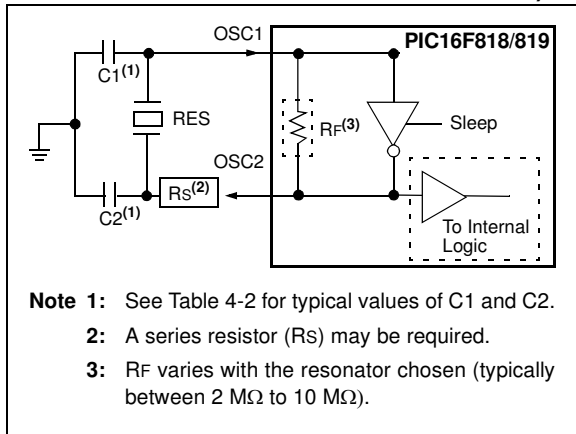 OSC1
PIC16F818/819
C1(1)
RES
RF(3)
Sleep
OSC2
RS(2)
C2(1)
To Internal
Logic
Note 1: See Table 4-2 for typical values of C1 and C2.
2: A series resistor (RS) may be required.
3: RF varies with the resonator chosen (typically
between 2 MΩ to 10 MΩ).